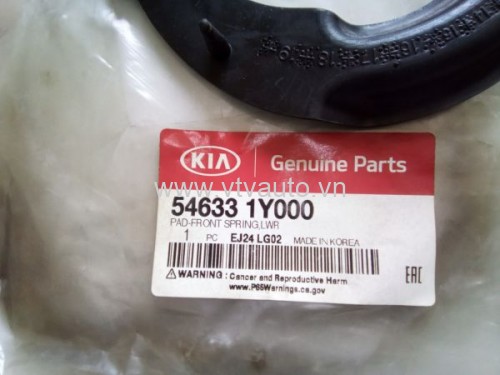 KIA Genuine Parts
www.vtvauto.vn
54633 1Y000
PAD-FRONT SPRING,LWR
1 PC EJ24 LG02 MADE IN KOREA
WARNING: Cancer and Reproductive Harm
www.P65Warnings.ca.gov
EAC